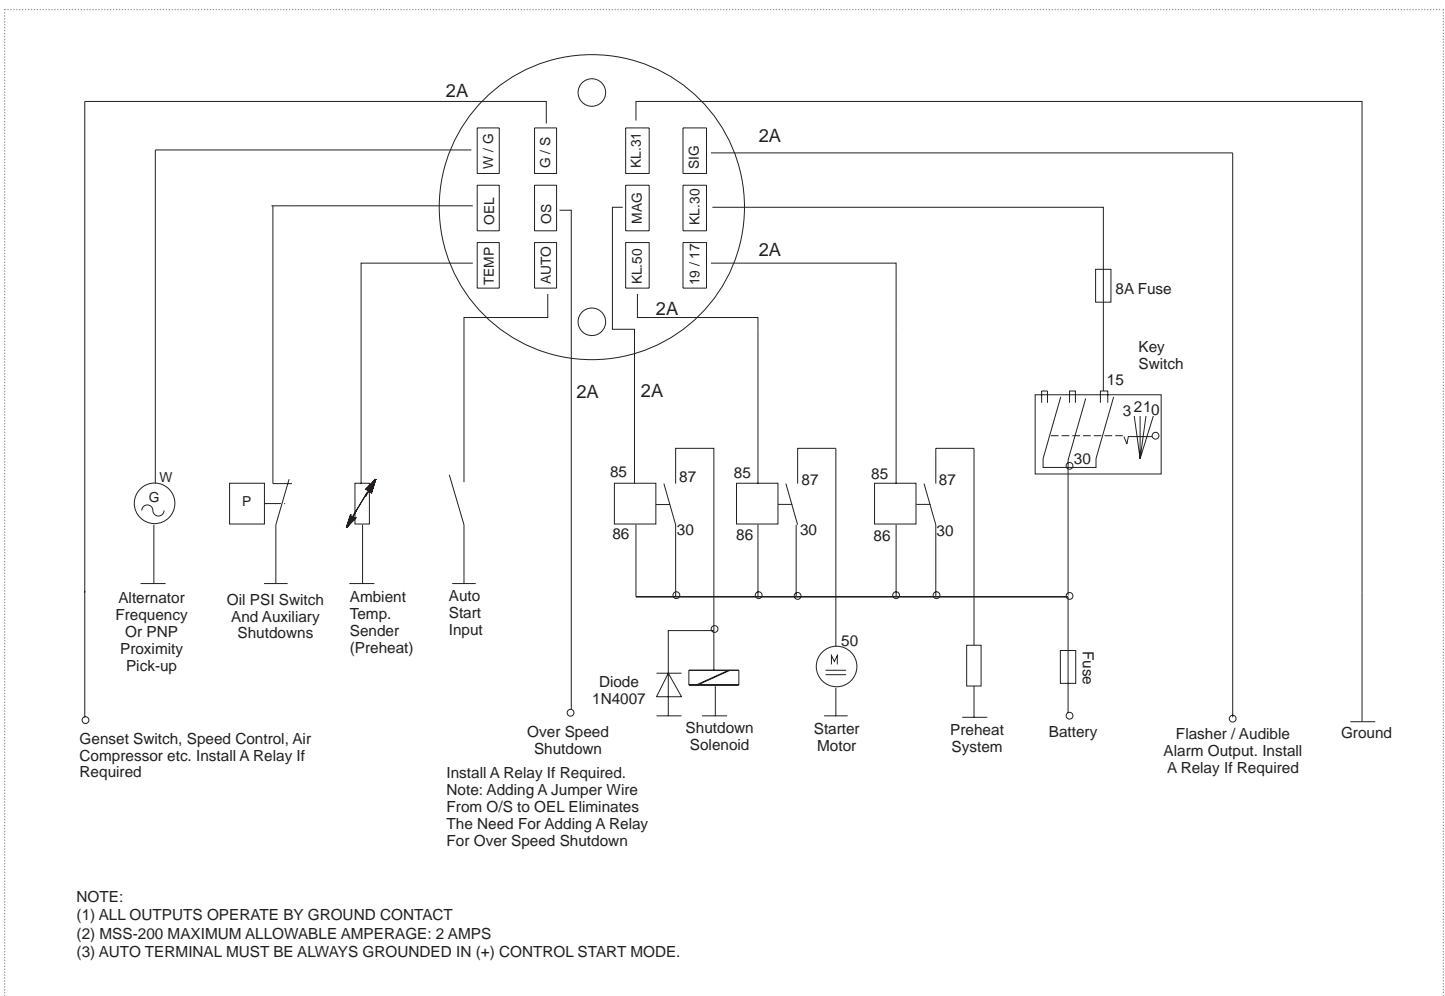 2A
W / G
G / S
KL.31
SIG
2A
OEL
OS
MAG
KL.30
TEMP
AUTO
KL.50
19 / 17
2A
2A
8A Fuse
Key
Switch
15
3 2 1 0
30
2A
2A
W
G
P
85
87
86
30
85
87
86
30
85
87
86
30
Alternator
Frequency
Or PNP
Proximity
Pick-up
Oil PSI Switch
And Auxiliary
Shutdowns
Ambient
Temp.
Sender
(Preheat)
Auto
Start
Input
Diode
1N4007
50
M
Fuse
Genset Switch, Speed Control, Air
Compressor etc. Install A Relay If
Required
Over Speed
Shutdown
Install A Relay If Required.
Note: Adding A Jumper Wire
From O/S to OEL Eliminates
The Need For Adding A Relay
For Over Speed Shutdown
Shutdown
Solenoid
Starter
Motor
Preheat
System
Battery
Flasher / Audible
Alarm Output. Install
A Relay If Required
Ground
NOTE:
(1) ALL OUTPUTS OPERATE BY GROUND CONTACT
(2) MSS-200 MAXIMUM ALLOWABLE AMPERAGE: 2 AMPS
(3) AUTO TERMINAL MUST BE ALWAYS GROUNDED IN (+) CONTROL START MODE.